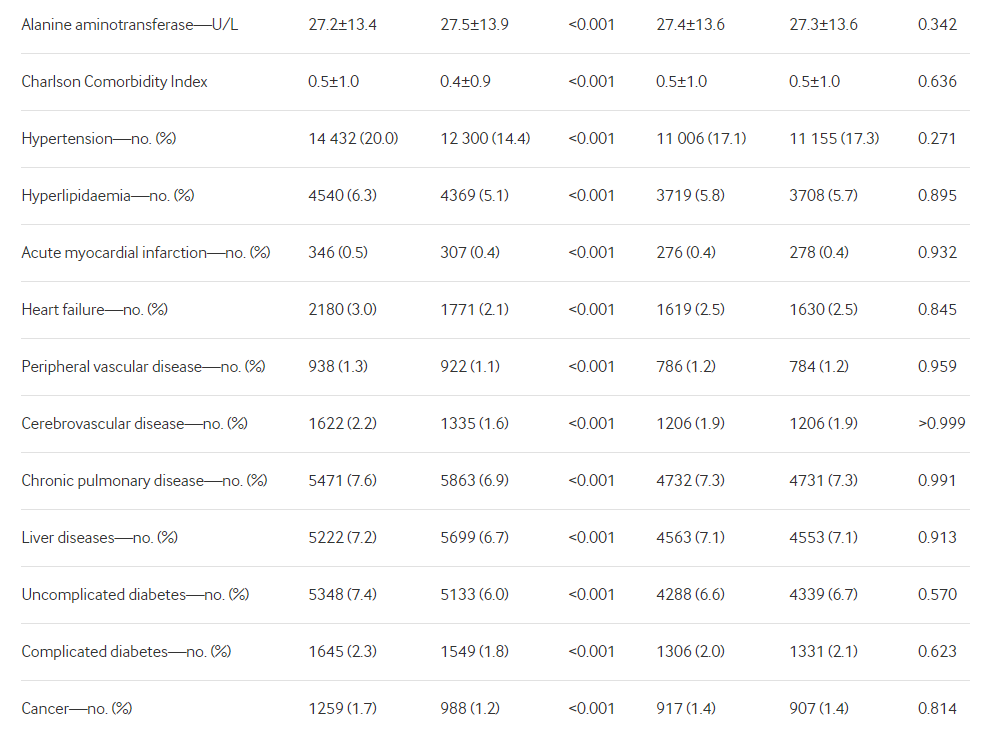 Alanine aminotransferase—U/L 27.2±13.4 27.5±13.9 <0.001 27.4±13.6 27.3±13.6 0.342
Charlson Comorbidity Index 0.5±1.0 0.4±0.9 <0.001 0.5±1.0 0.5±1.0 0.636
Hypertension—no. (%) 14 432 (20.0) 12 300 (14.4) <0.001 11 006 (17.1) 11 155 (17.3) 0.271
Hyperlipidaemia—no. (%) 4540 (6.3) 4369 (5.1) <0.001 3719 (5.8) 3708 (5.7) 0.895
Acute myocardial infarction—no. (%) 346 (0.5) 307 (0.4) <0.001 276 (0.4) 278 (0.4) 0.932
Heart failure—no. (%) 2180 (3.0) 1771 (2.1) <0.001 1619 (2.5) 1630 (2.5) 0.845
Peripheral vascular disease—no. (%) 938 (1.3) 922 (1.1) <0.001 786 (1.2) 784 (1.2) 0.959
Cerebrovascular disease—no. (%) 1622 (2.2) 1335 (1.6) <0.001 1206 (1.9) 1206 (1.9) >0.999
Chronic pulmonary disease—no. (%) 5471 (7.6) 5863 (6.9) <0.001 4732 (7.3) 4731 (7.3) 0.991
Liver diseases—no. (%) 5222 (7.2) 5699 (6.7) <0.001 4563 (7.1) 4553 (7.1) 0.913
Uncomplicated diabetes—no. (%) 5348 (7.4) 5133 (6.0) <0.001 4288 (6.6) 4339 (6.7) 0.570
Complicated diabetes—no. (%) 1645 (2.3) 1549 (1.8) <0.001 1306 (2.0) 1331 (2.1) 0.623
Cancer—no. (%) 1259 (1.7) 988 (1.2) <0.001 917 (1.4) 907 (1.4) 0.814